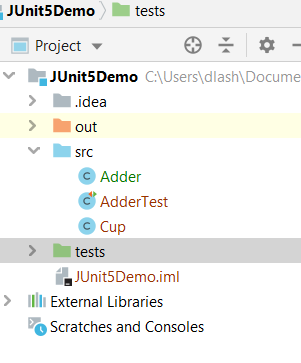 JUnit5Demo tests
Project
JUnit5Demo C:\Users\dlash\Docume
.idea
out
src
Adder
AdderTest
Cup
tests
JUnit5Demo.iml
External Libraries
Scratches and Consoles